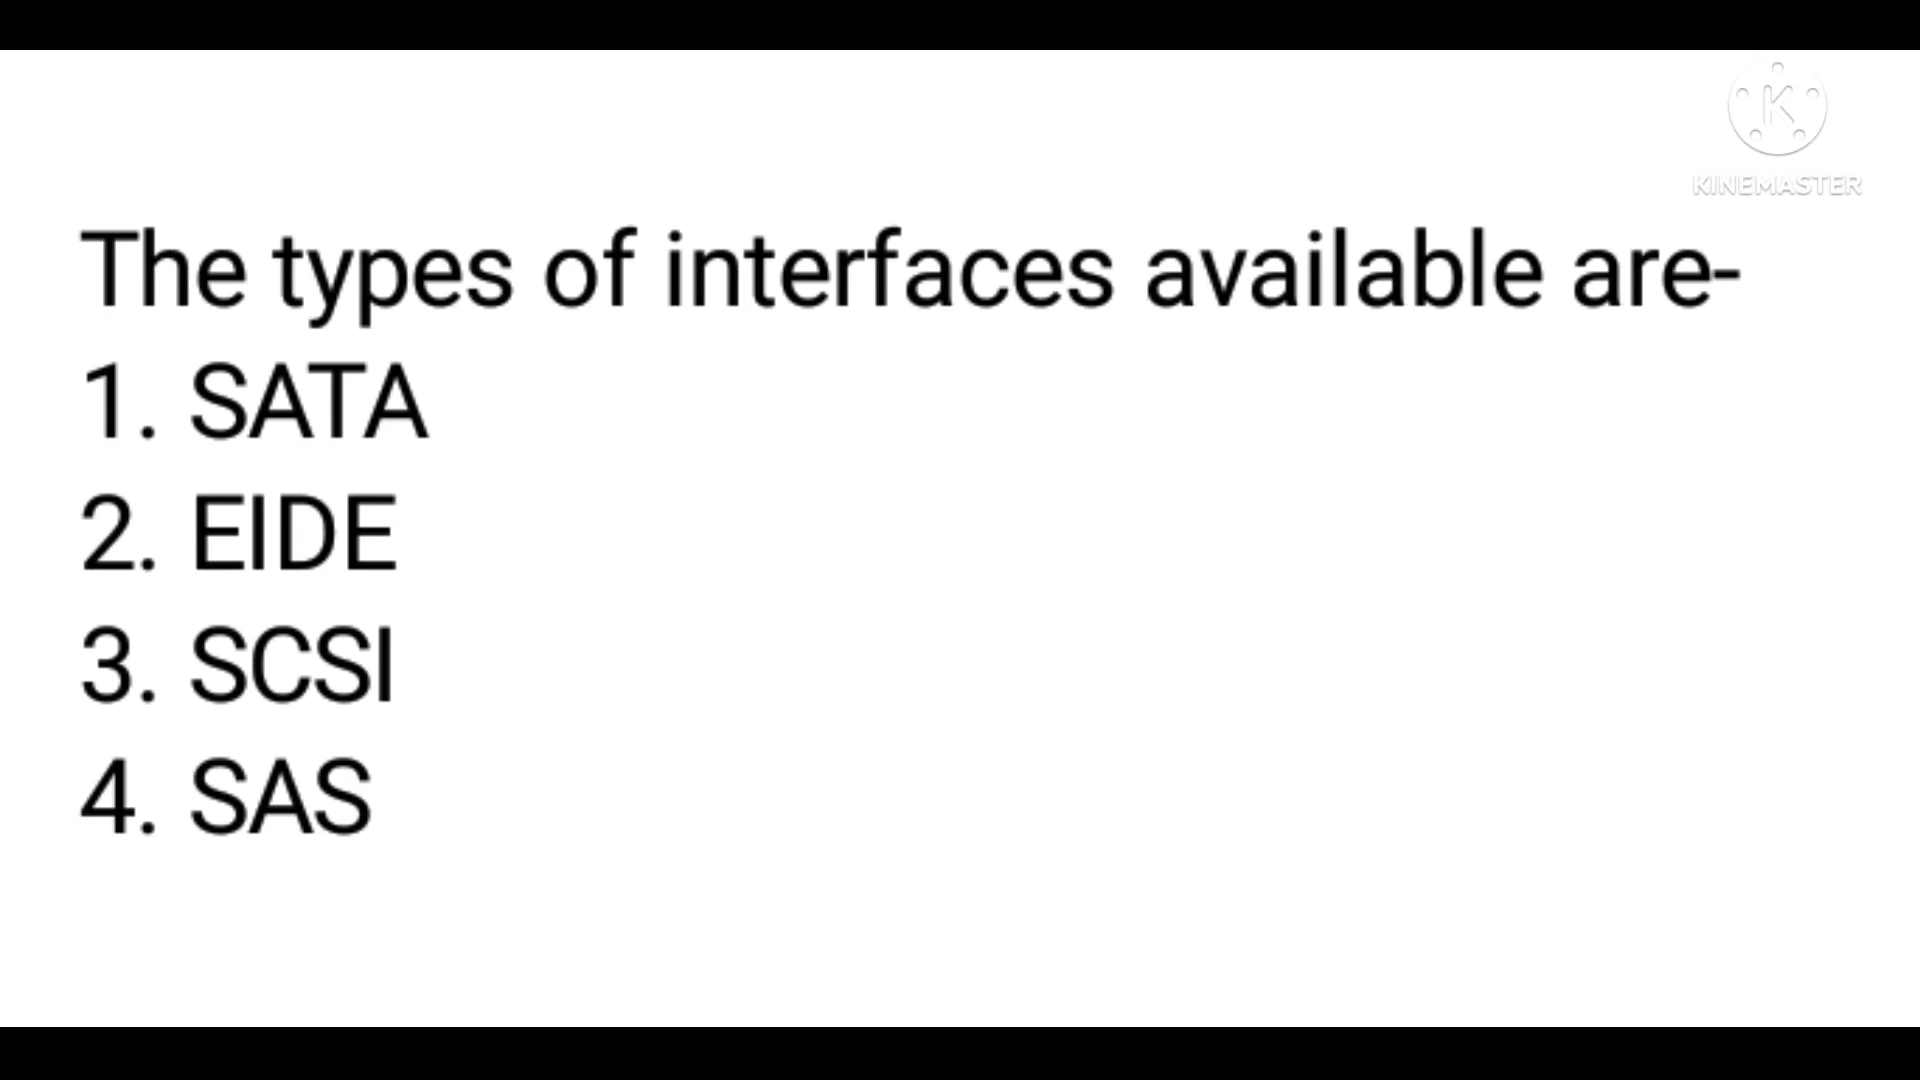 K
KINEMASTER
The types of interfaces available are-
1. SATA
2. EIDE
3. SCSI
4. SAS